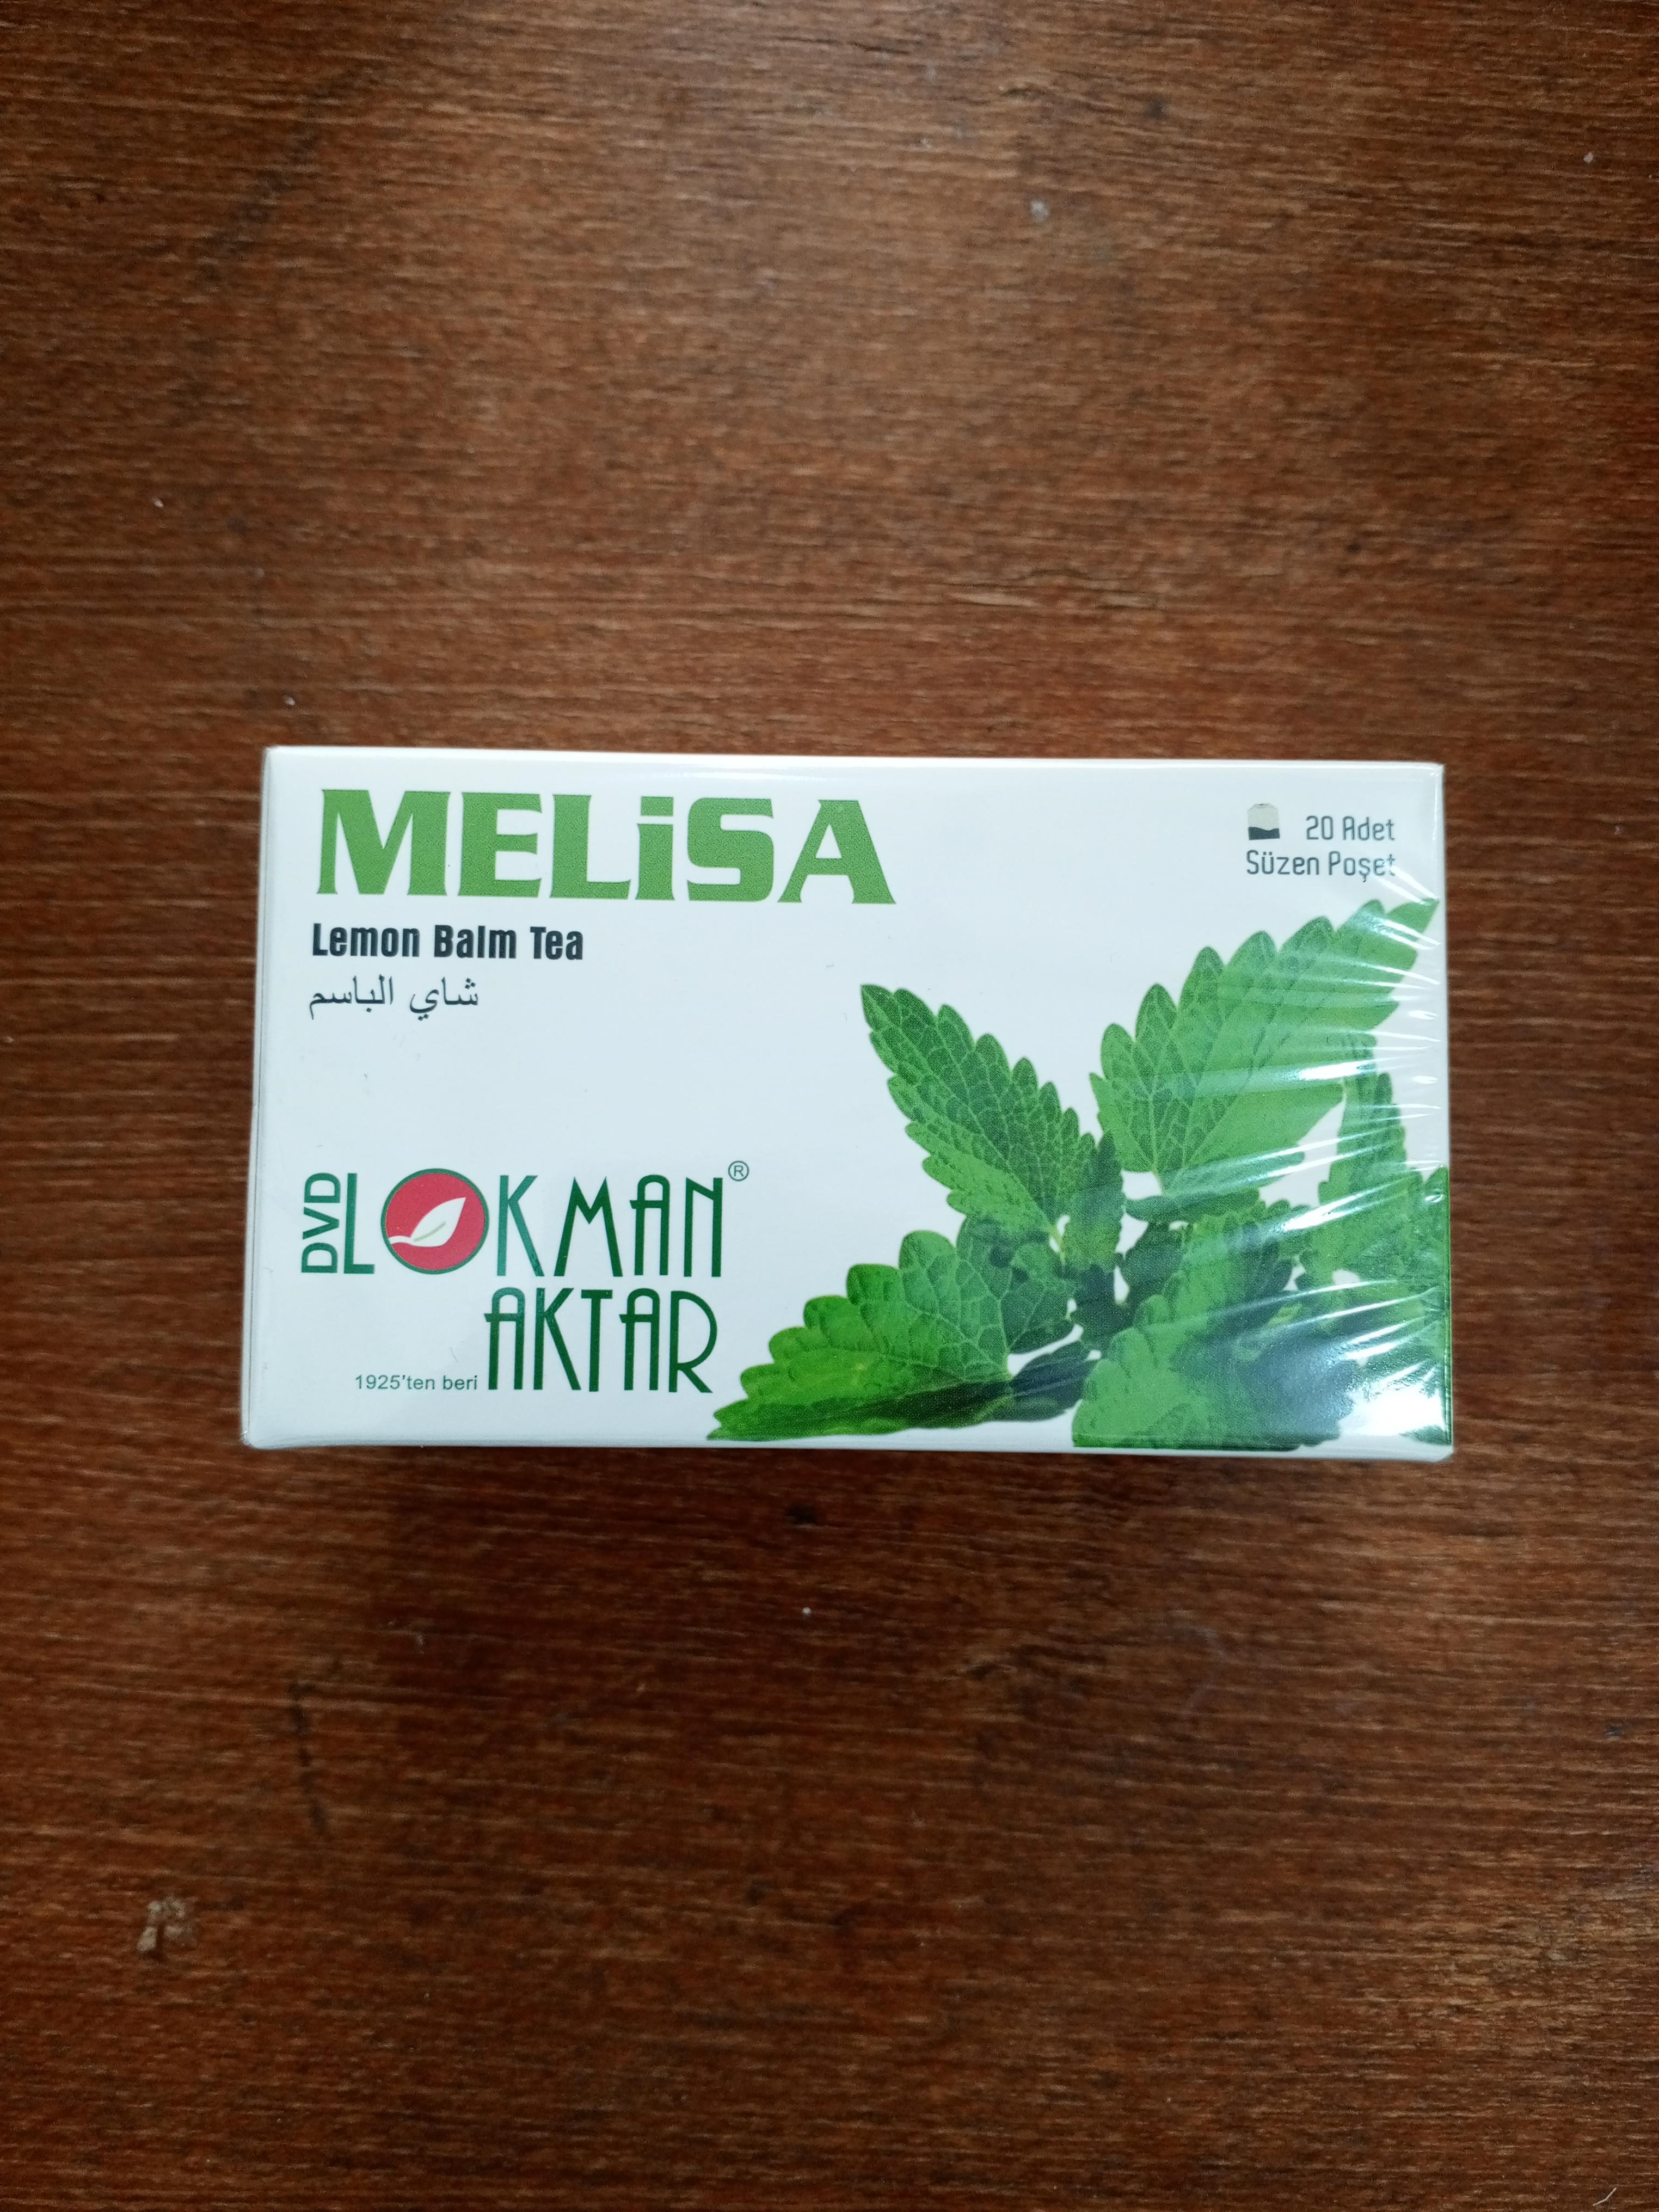 MELiSA
20 Adet
Süzen Poşet
Lemon Balm Tea
شاي الباسم
DVD
LOKMAN®
AKTAR
1925'ten beri